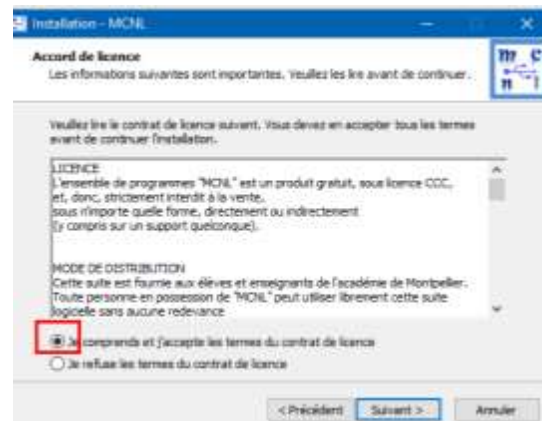 Installation - MCNL
Accord de licence
Les informations suivantes sont importantes. Veuillez les lire avant de continuer.
m c
n l
Veuillez lire le contrat de licence suivant. Vous devez en accepter tous les termes
avant de continuer l'installation.
LICENCE
L'ensemble de programmes "MCNL" est un produit gratuit, sous licence CCC,
et, donc, strictement interdit à la vente,
sous n'importe quelle forme, directement ou indirectement
(y compris sur un support quelconque).
MODE DE DISTRIBUTION
Cette suite est fournie aux élèves et enseignants de l'académie de Montpellier.
Toute personne en possession de "MCNL" peut utiliser librement cette suite
logicielle sans aucune redevance
Je comprends et j'accepte les termes du contrat de licence
Je refuse les termes du contrat de licence
< Précédent Suivant > Annuler